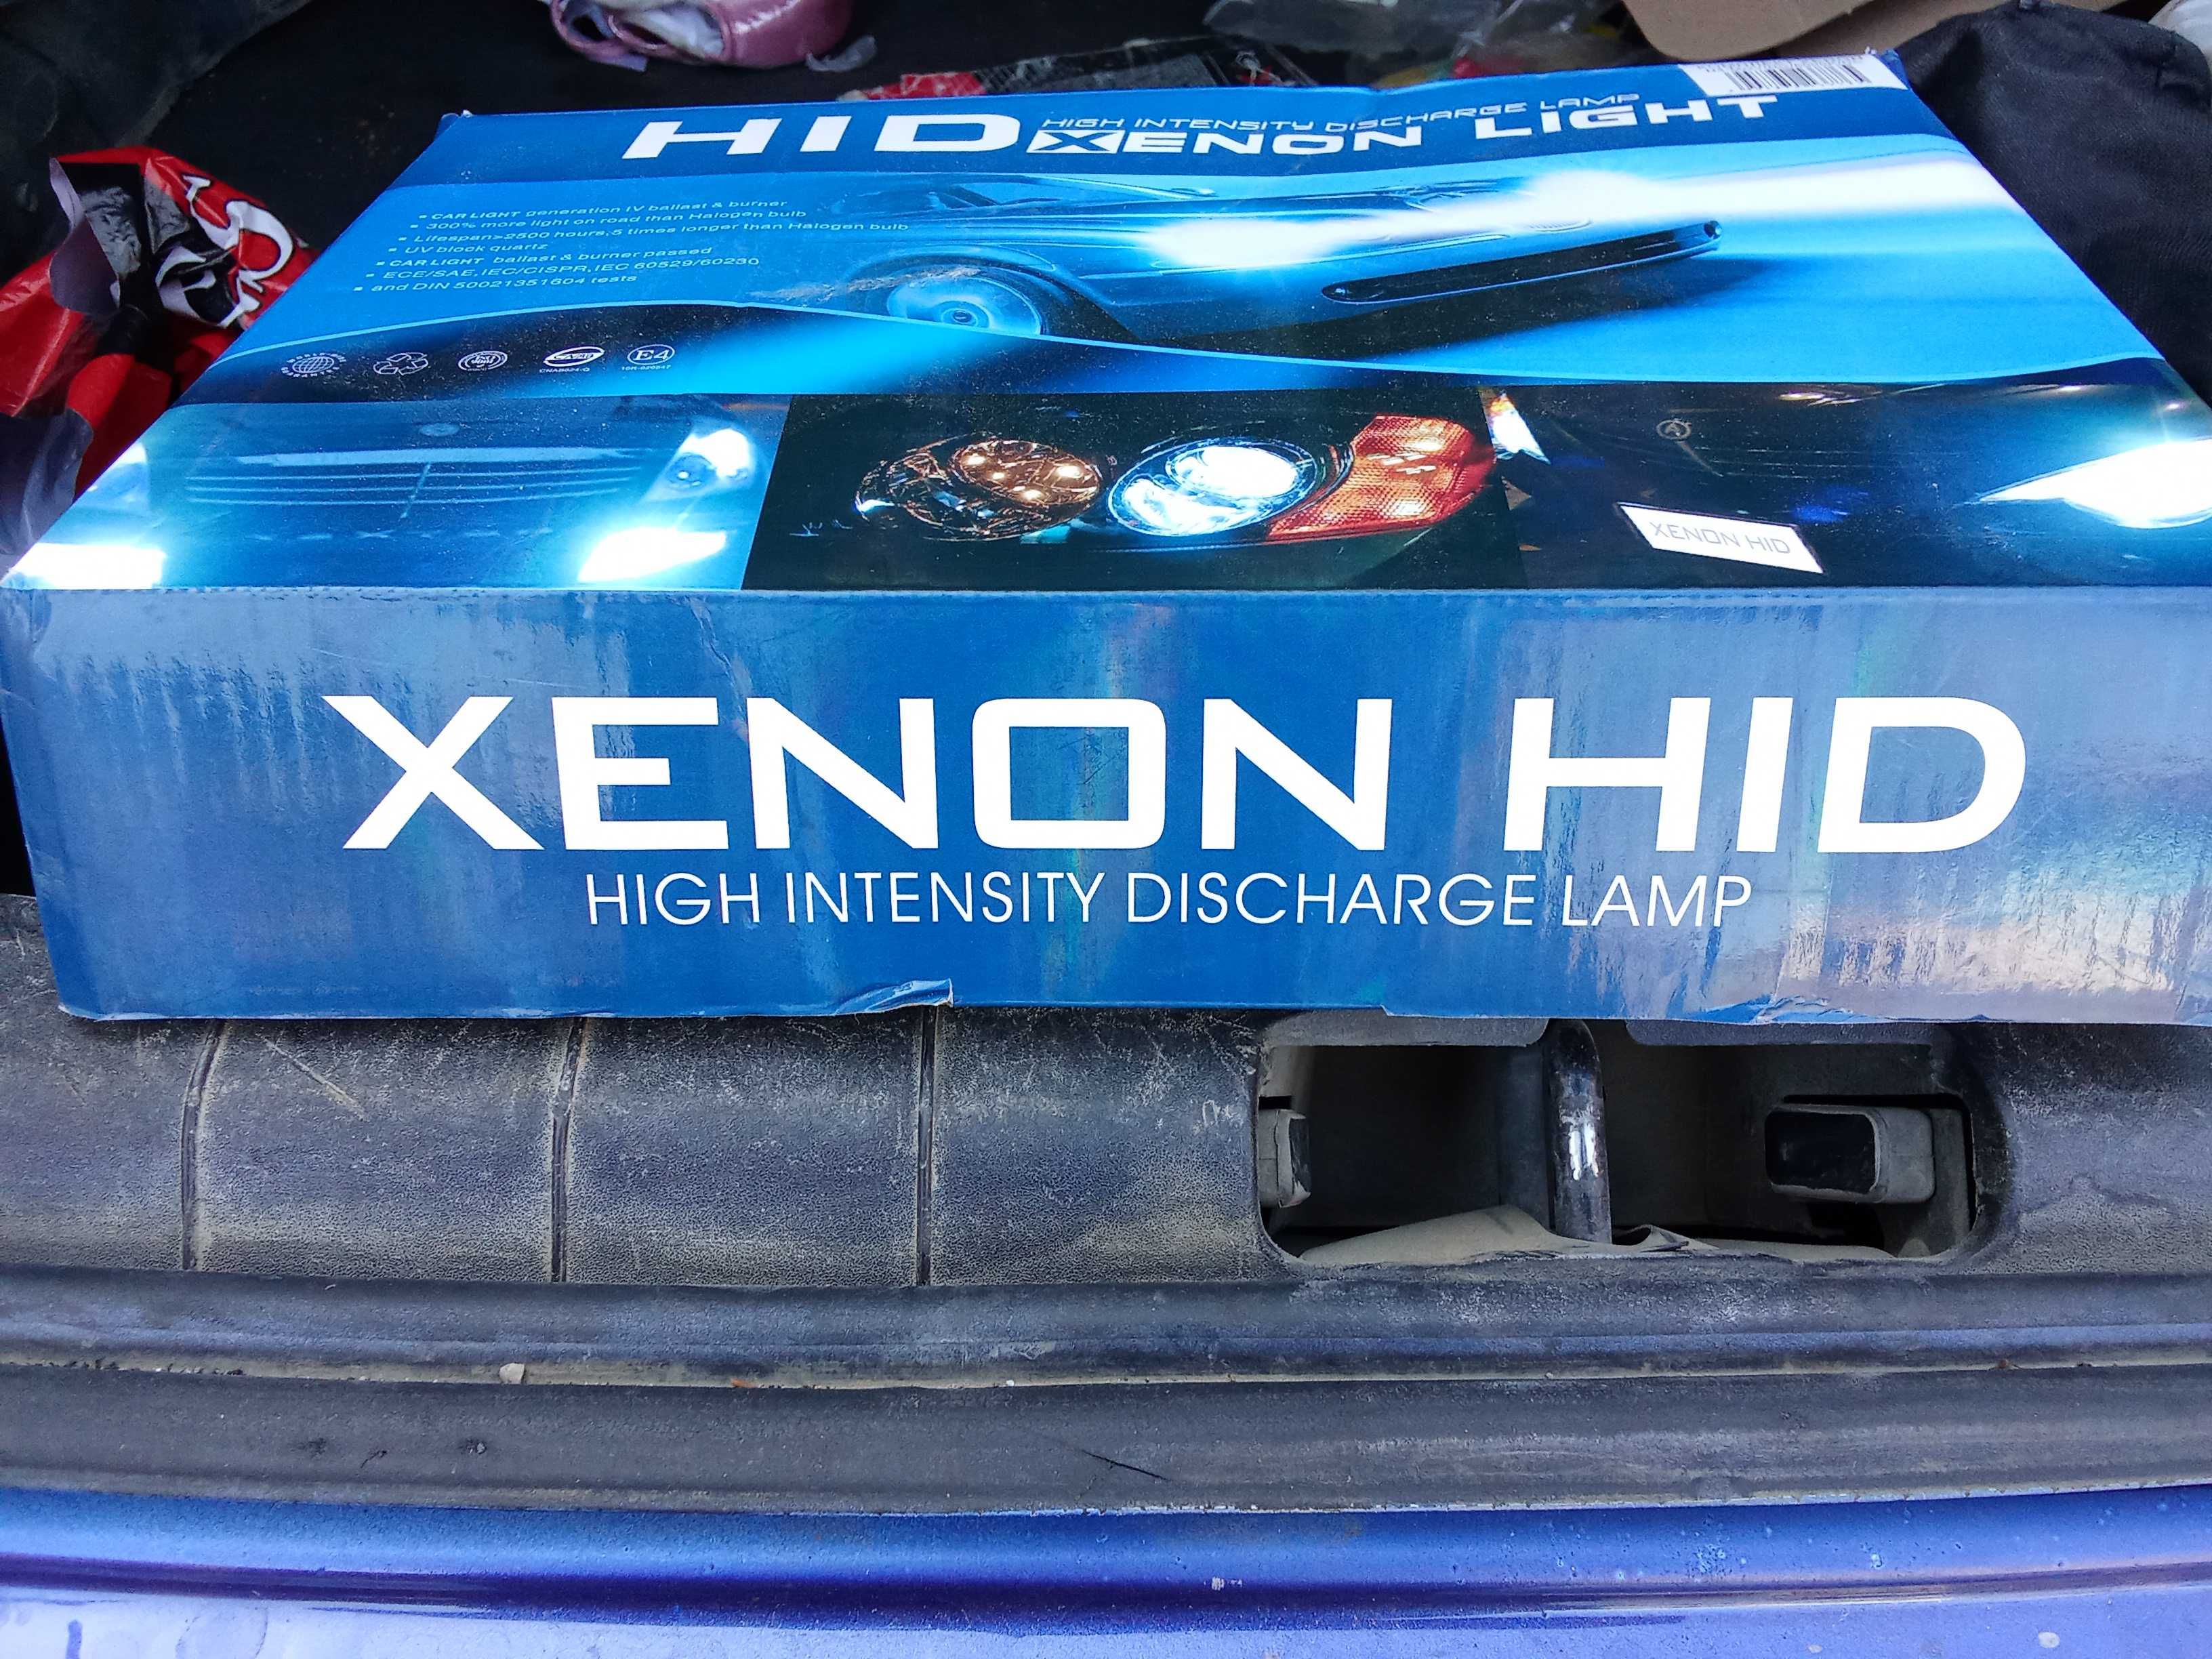 HIGH INTENSITY DISCHARGE LAMP
HID XENON LIGHT
CAR LIGHT generation IV ballast & burner
300% more light on road than Halogen bulb
Lifespan>2500 hours,5 times longer than Halogen bulb
UV block quartz
CAR LIGHT ballast & burner passed
ECE/SAE, IEC/CISPR, IEC 60529/60230
and DIN 50021351604 tests
E4
XENON HID
XENON HID
HIGH INTENSITY DISCHARGE LAMP